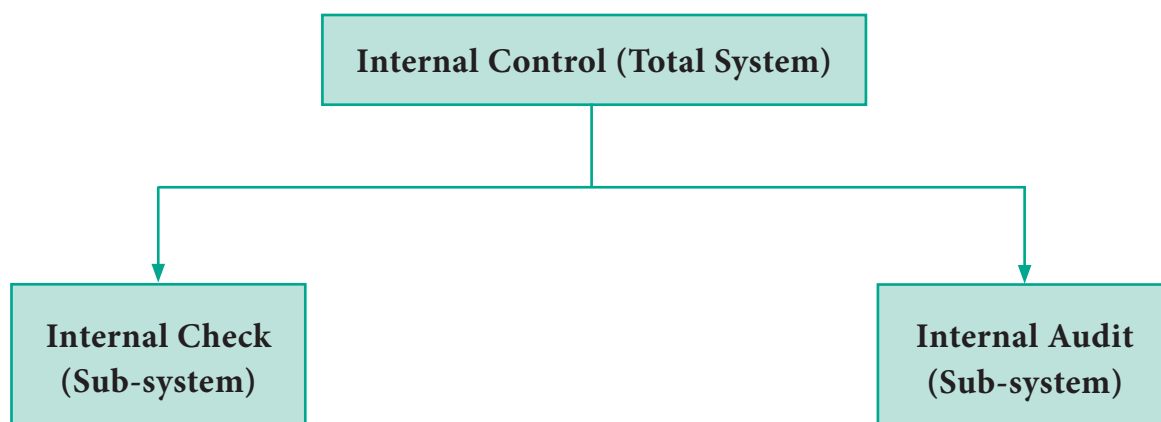 Internal Control (Total System)
Internal Check
(Sub-system)
Internal Audit
(Sub-system)